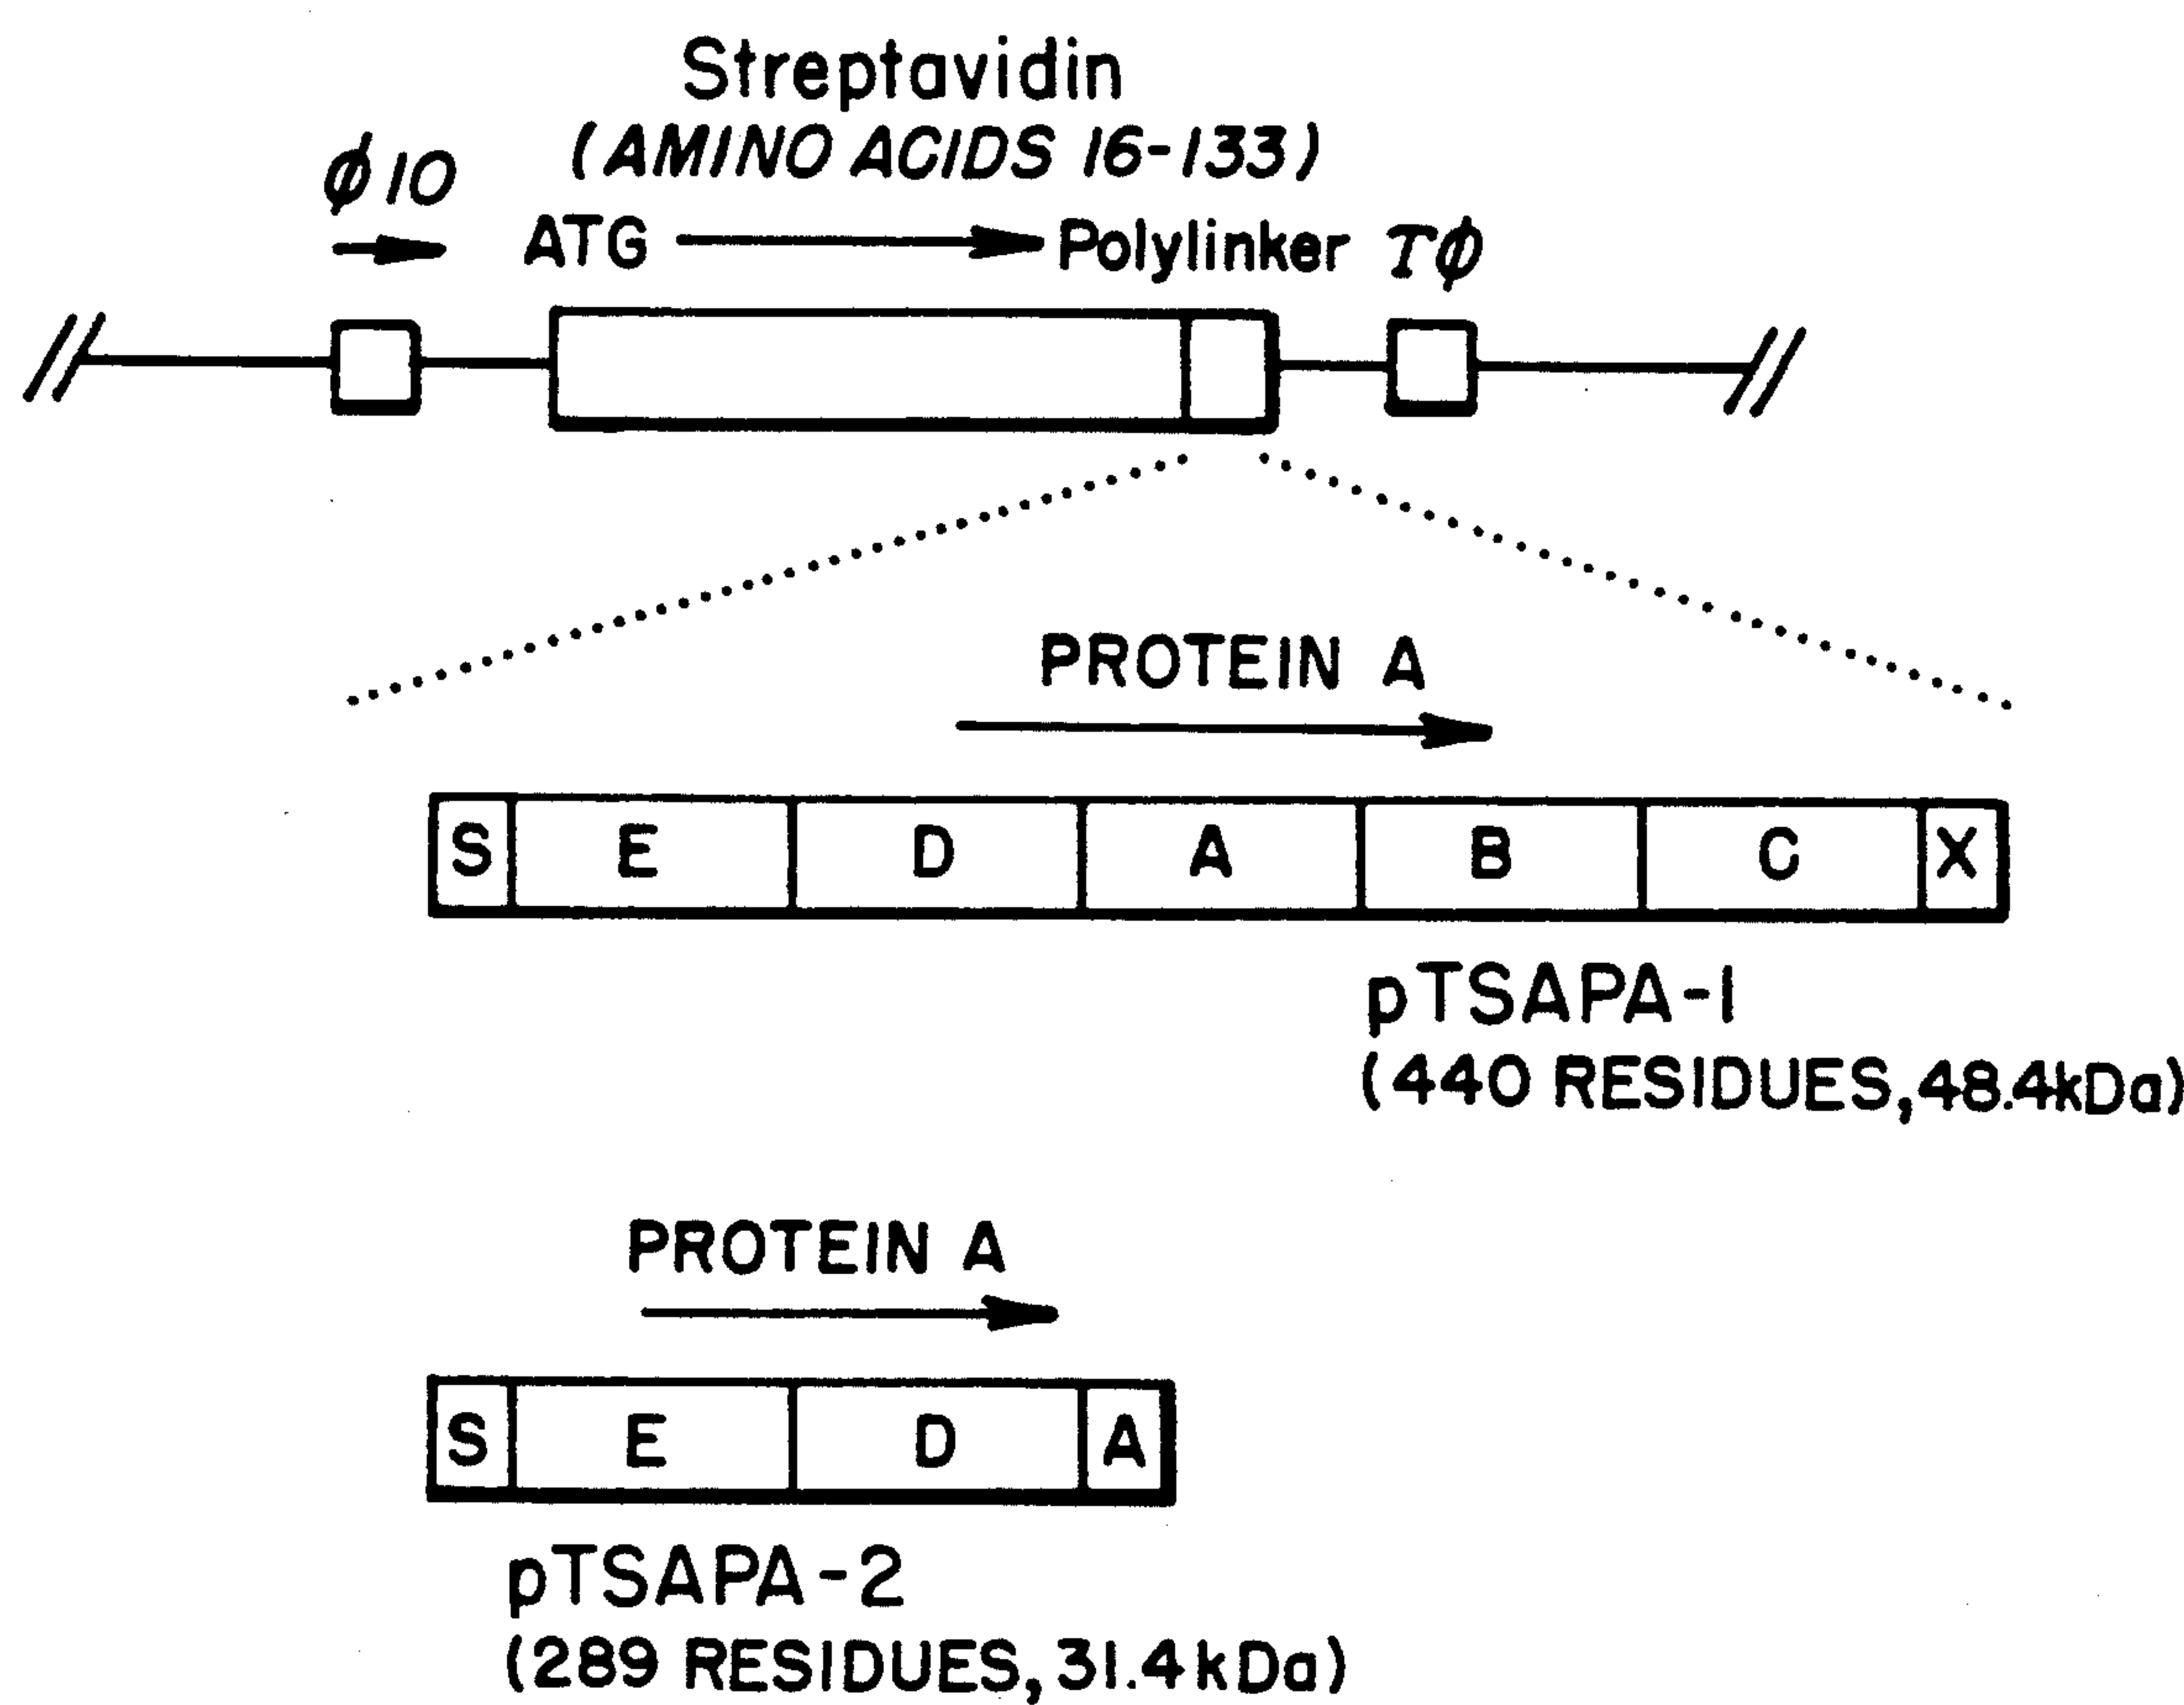 Streptavidin
(AMINO ACIDS 16-133)
ϕ10
ATG Polylinker Tϕ
PROTEIN A
S E D A B C X
pTSAPA-1
(440 RESIDUES,48.4kDa)
PROTEIN A
S E D A
pTSAPA-2
(289 RESIDUES, 31.4kDa)